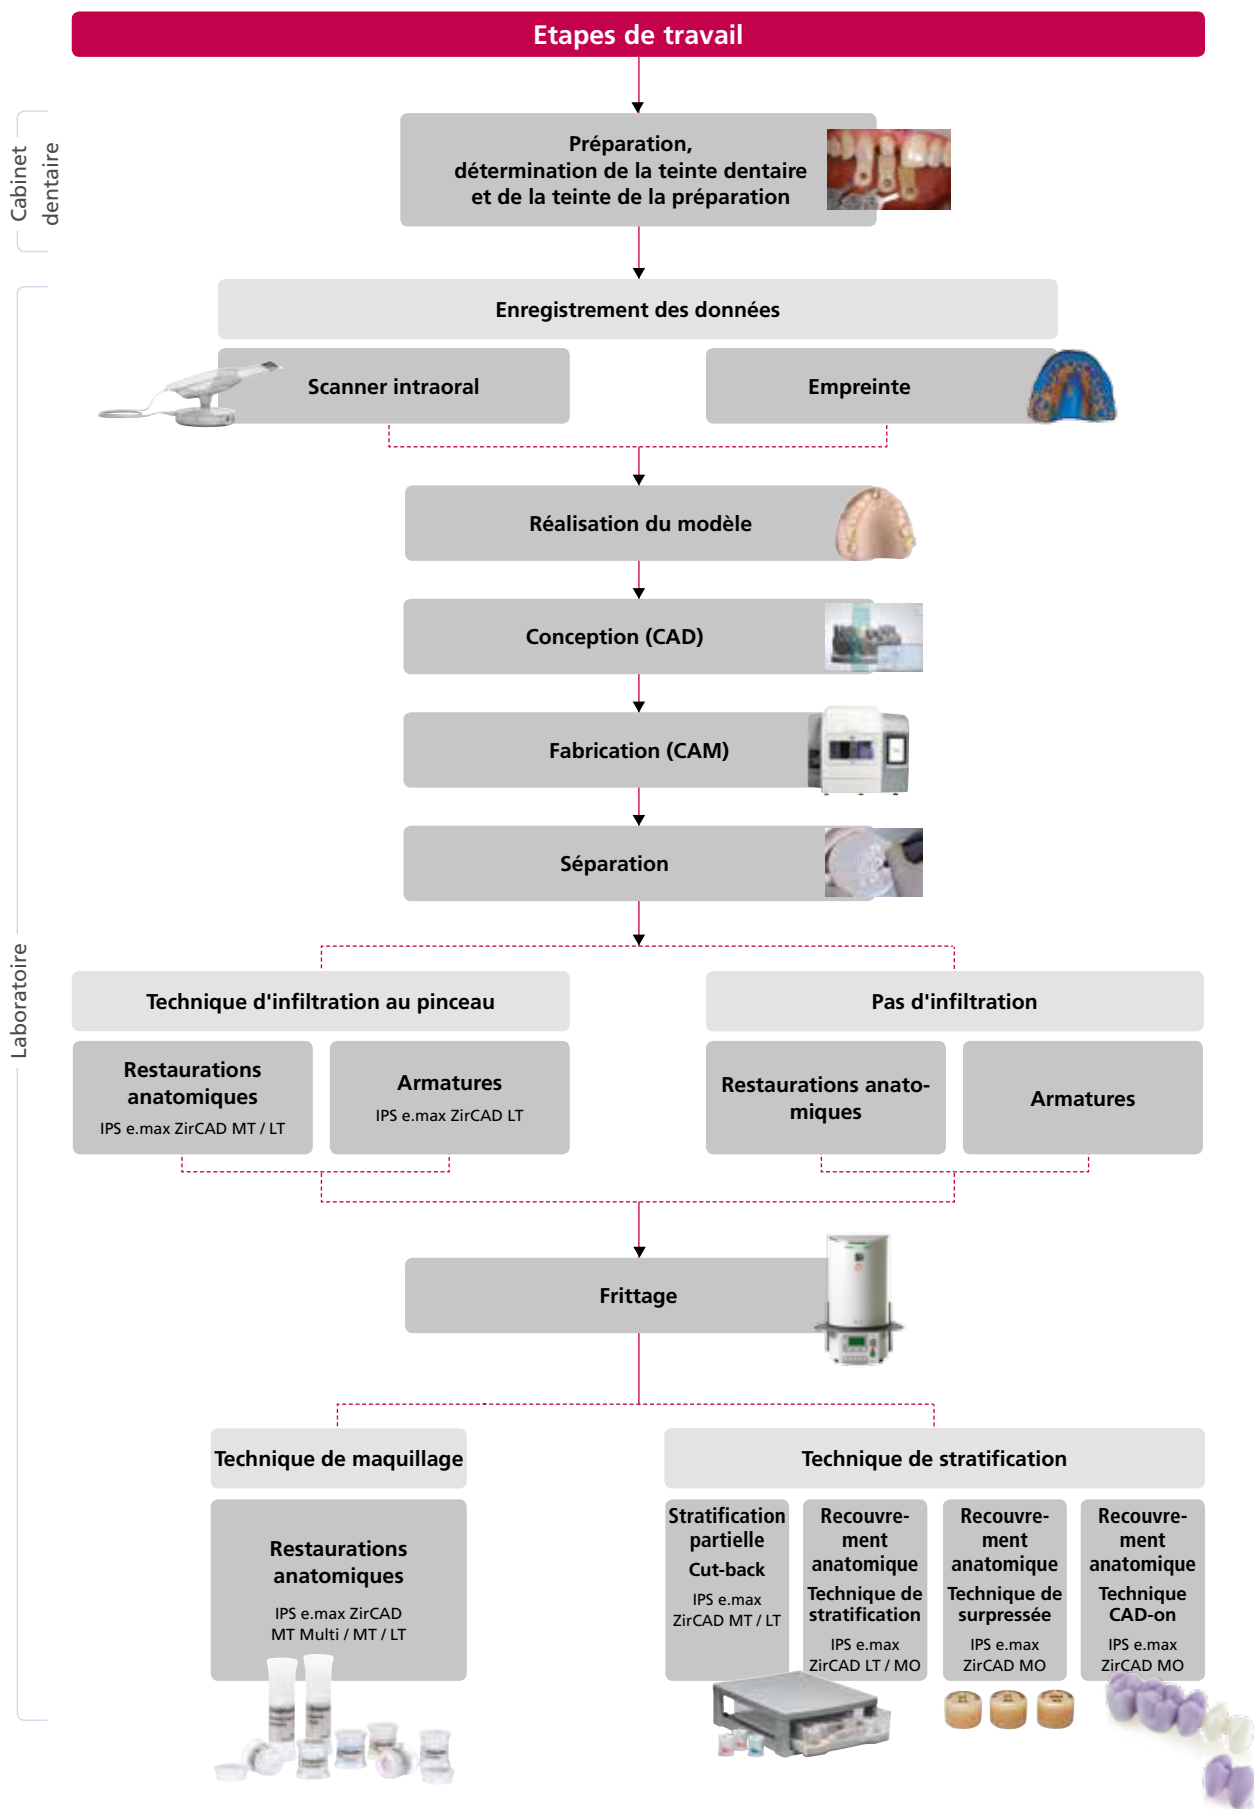 Etapes de travail
Cabinet
dentaire
Préparation,
détermination de la teinte dentaire
et de la teinte de la préparation
Laboratoire
Enregistrement des données
Scanner intraoral
Empreinte
Réalisation du modèle
Conception (CAD)
Fabrication (CAM)
Séparation
Technique d'infiltration au pinceau
Pas d'infiltration
Restaurations
anatomiques
IPS e.max ZirCAD MT / LT
Armatures
IPS e.max ZirCAD LT
Restaurations anato-
miques
Armatures
Frittage
Technique de maquillage
Technique de stratification
Restaurations
anatomiques
IPS e.max ZirCAD
MT Multi / MT / LT
Stratification
partielle
Cut-back
IPS e.max
ZirCAD MT / LT
Recouvre-
ment
anatomique
Technique de
stratification
IPS e.max
ZirCAD LT / MO
Recouvre-
ment
anatomique
Technique de
surpressée
IPS e.max
ZirCAD MO
Recouvre-
ment
anatomique
Technique
CAD-on
IPS e.max
ZirCAD MO